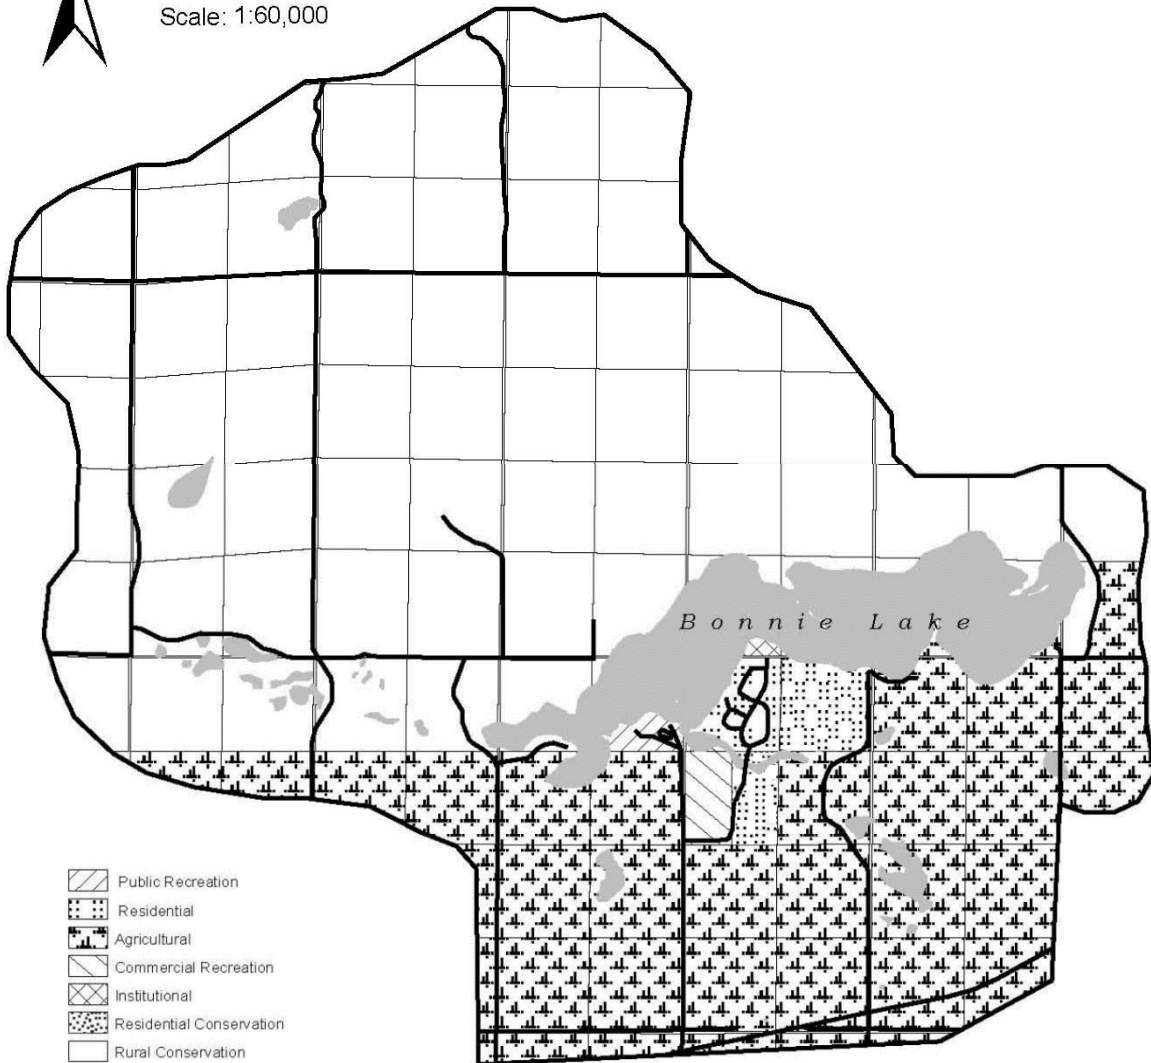 Scale: 1:60,000
Bonnie Lake
Public Recreation
Residential
Agricultural
Commercial Recreation
Institutional
Residential Conservation
Rural Conservation